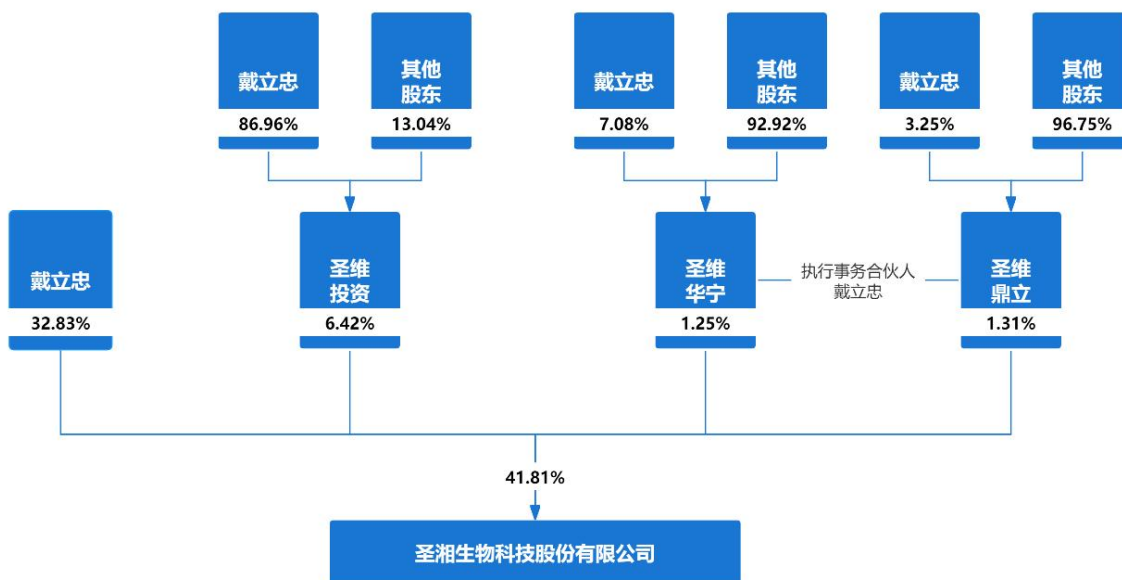 戴立忠
86.96%
其他
股东
13.04%
戴立忠
7.08%
其他
股东
92.92%
戴立忠
3.25%
其他
股东
96.75%
戴立忠
32.83%
圣维
投资
6.42%
圣维
华宁
1.25%
执行事务合伙人
戴立忠
圣维
鼎立
1.31%
41.81%
圣湘生物科技股份有限公司